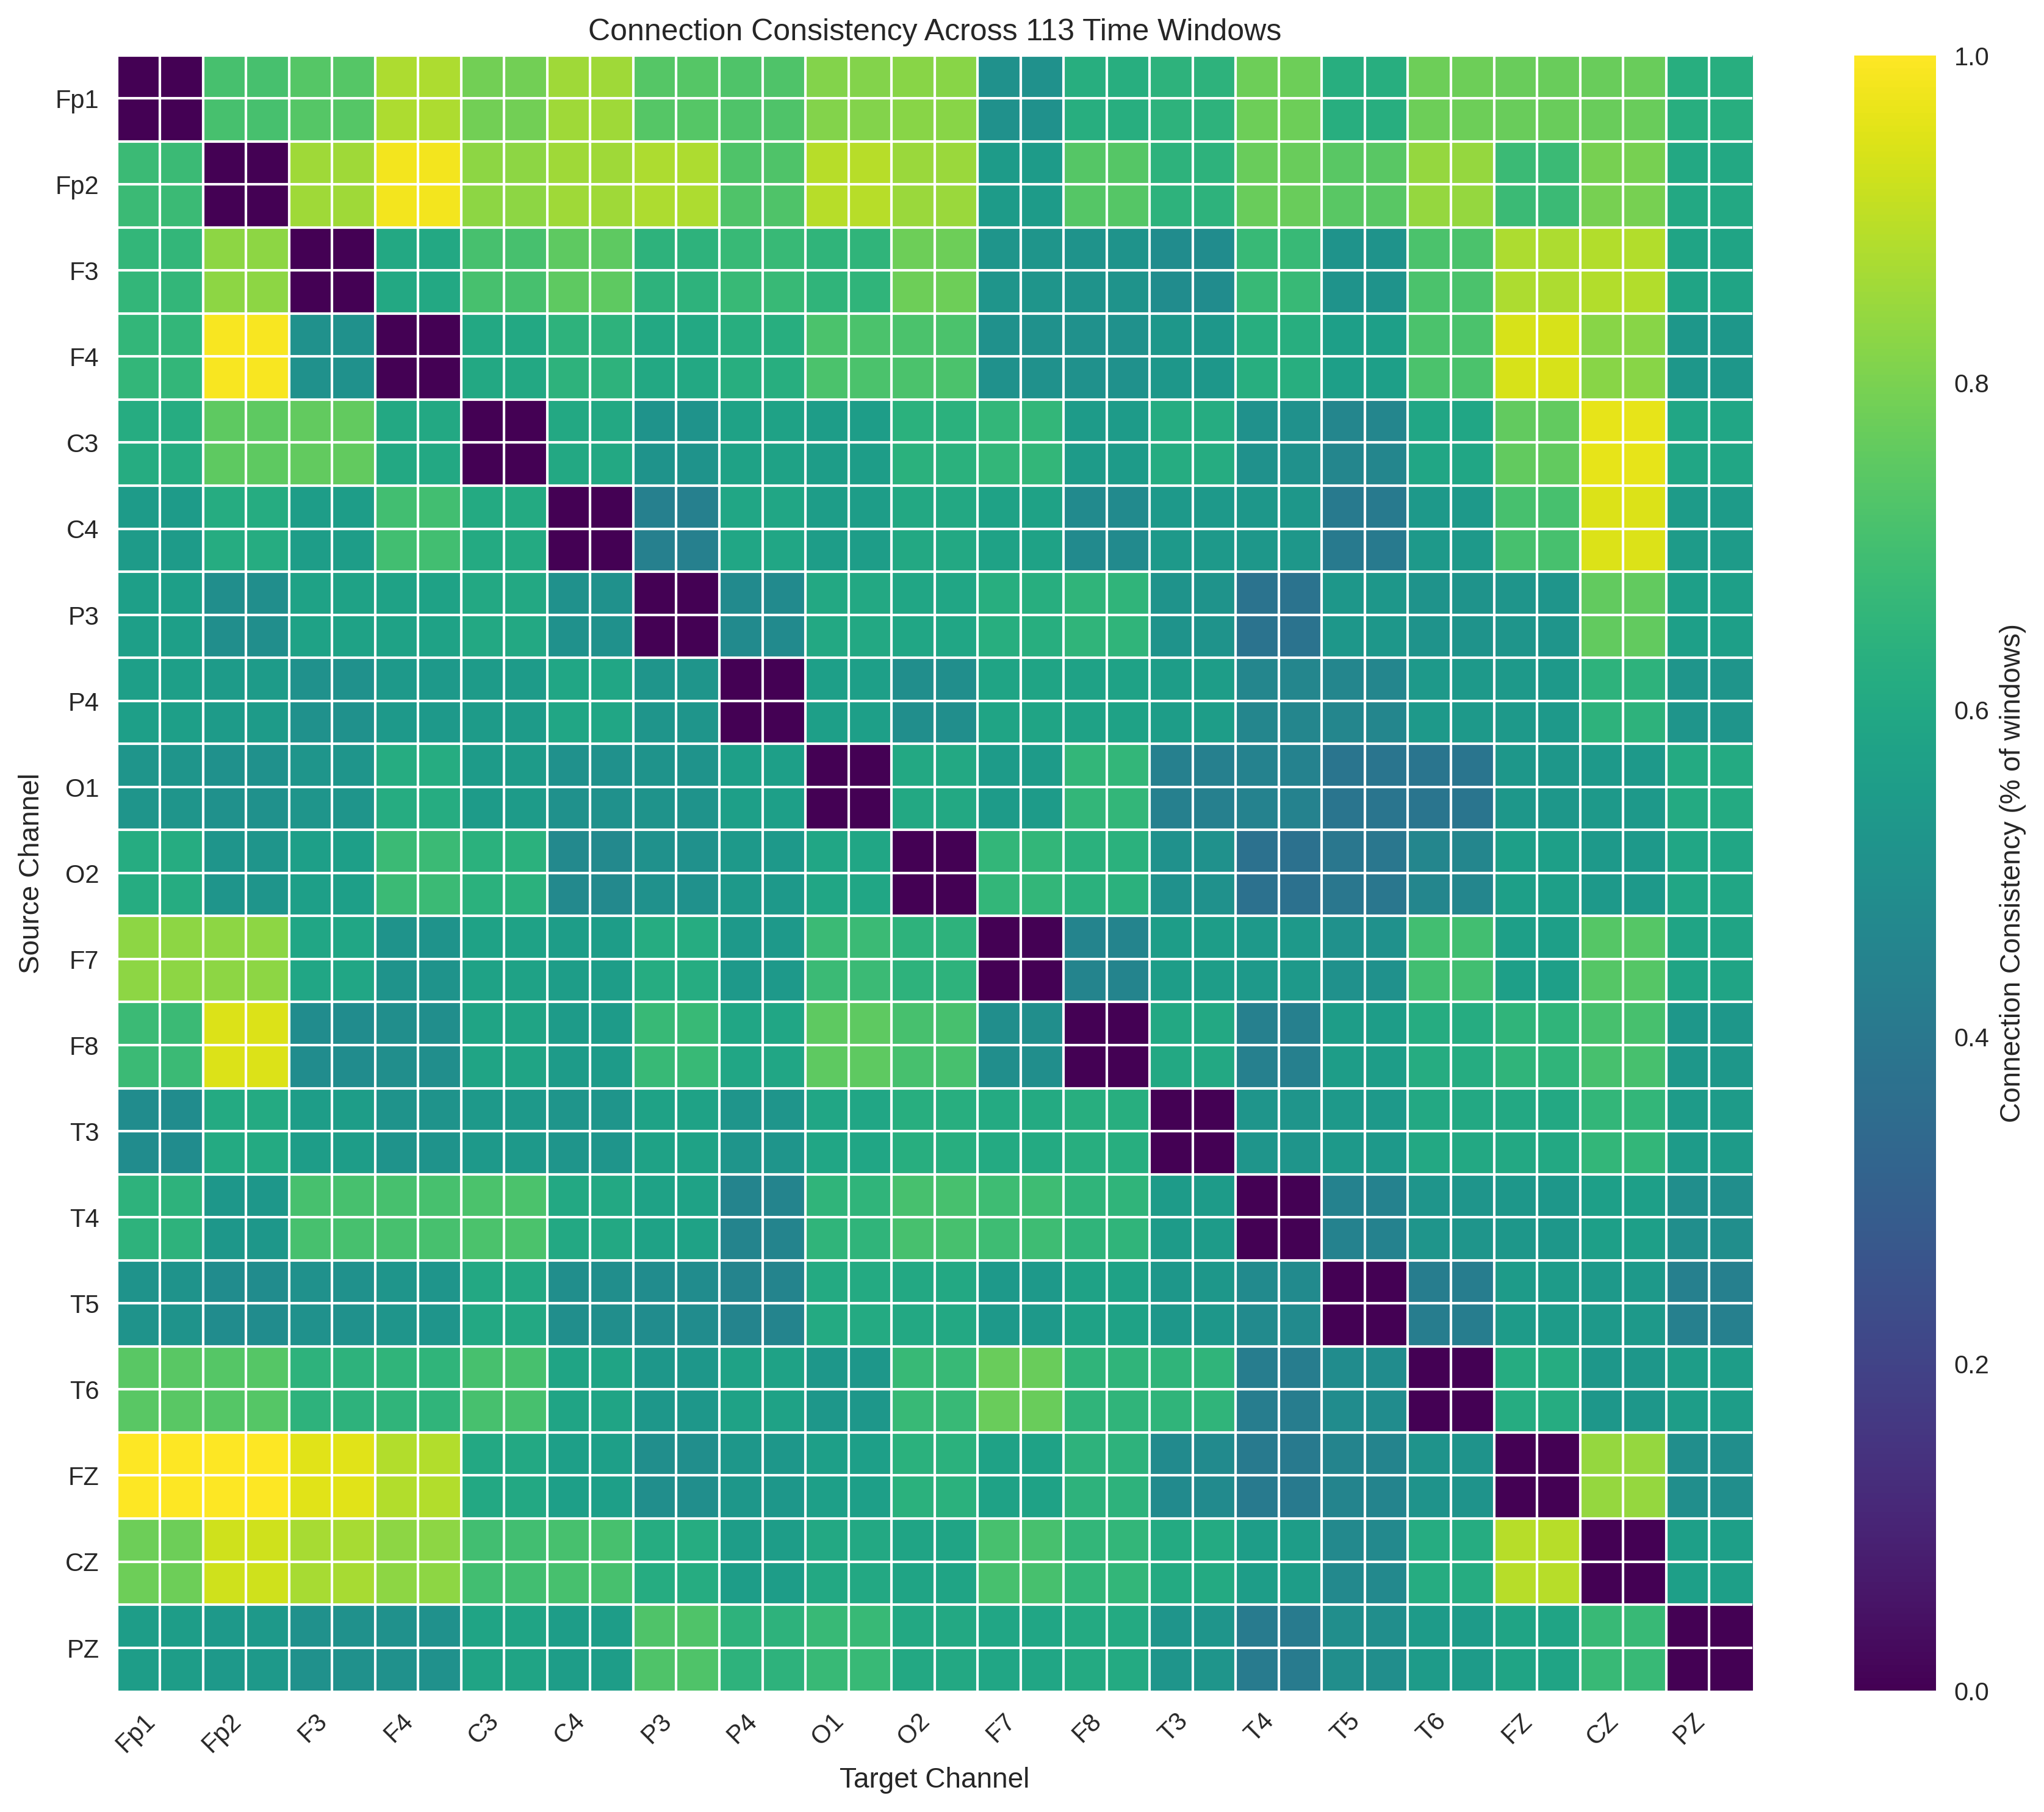 Connection Consistency Across 113 Time Windows
Source Channel
Fp1
Fp2
F3
F4
C3
C4
P3
P4
O1
O2
F7
F8
T3
T4
T5
T6
FZ
CZ
PZ
Fp1 Fp2 F3 F4 C3 C4 P3 P4 O1 O2 F7 F8 T3 T4 T5 T6 FZ CZ PZ
Target Channel
1.0
0.8
0.6
0.4
0.2
0.0
Connection Consistency (% of windows)